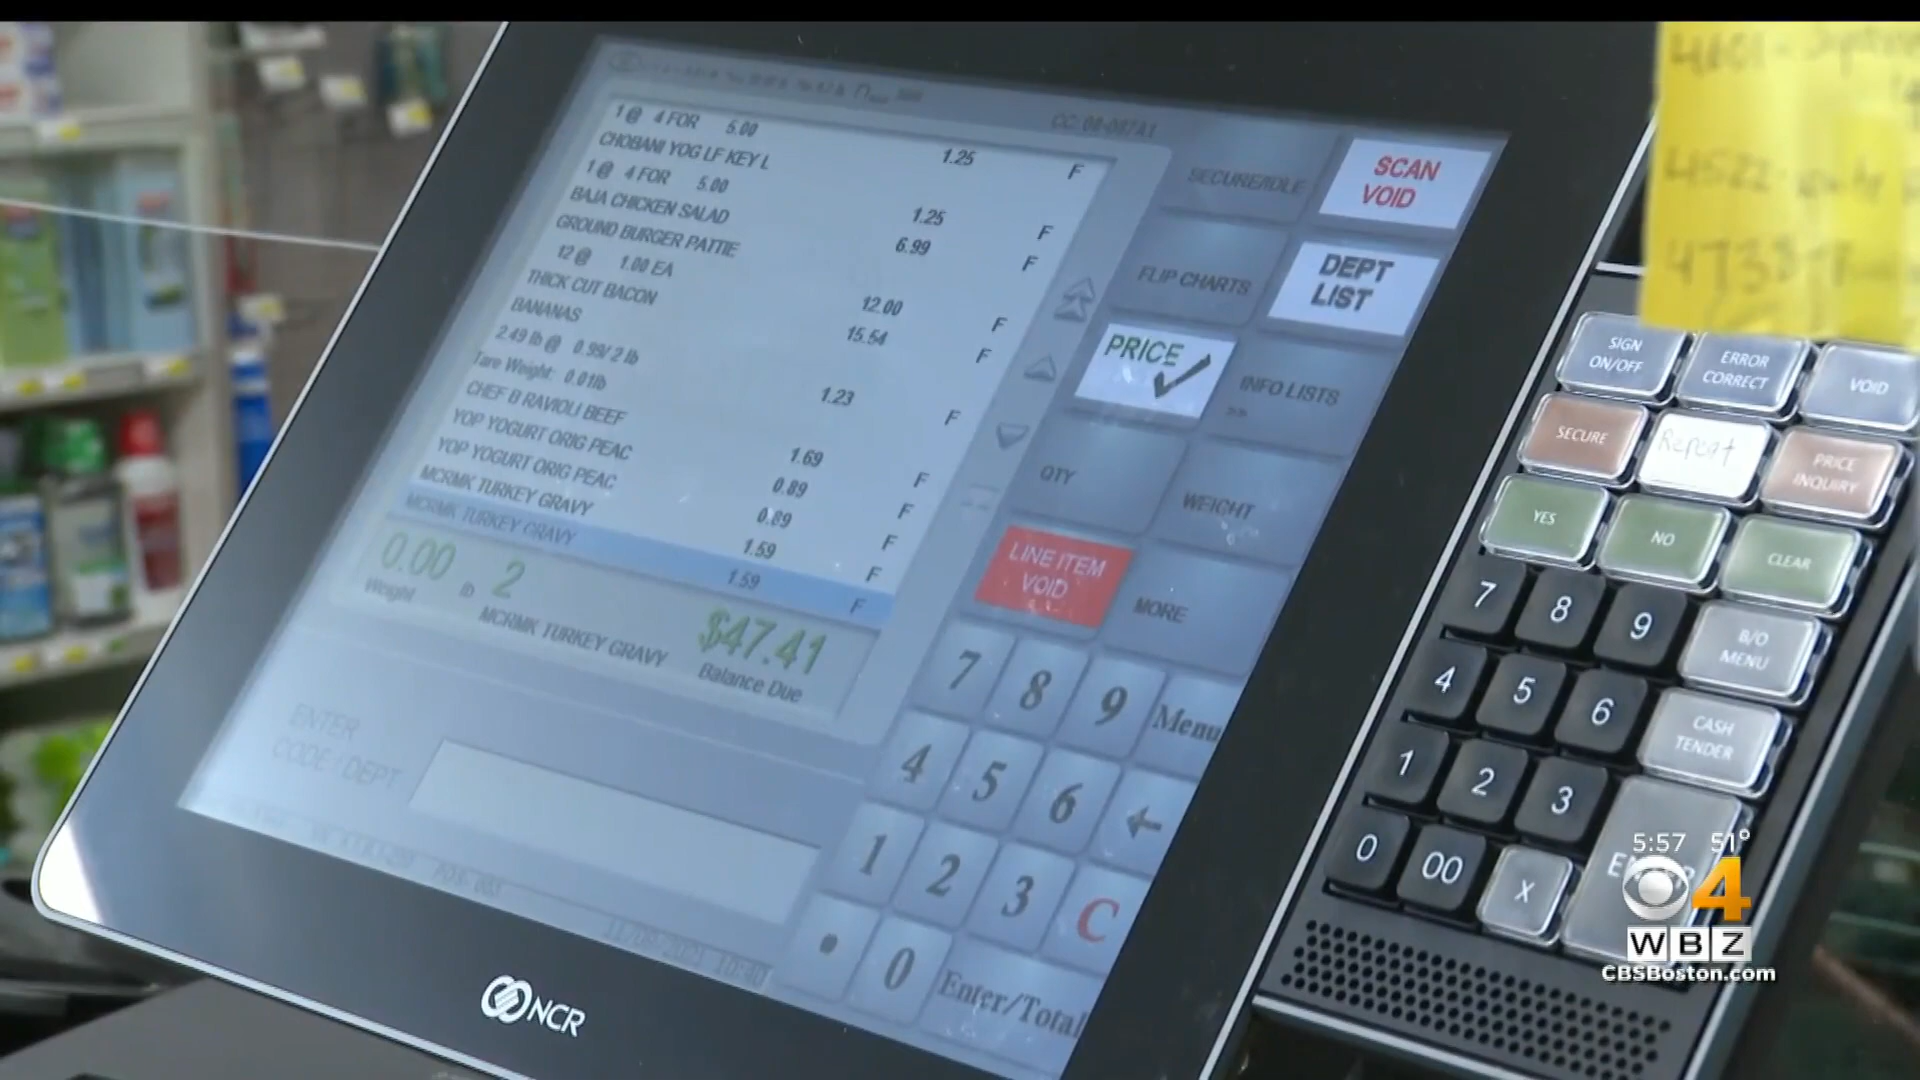 CC: 08-087A1
1 @ 4 FOR 5.00
1.25 F
CHOBANI YOG LF KEY L
1 @ 4 FOR 5.00
1.25 F
BAJA CHICKEN SALAD
6.99 F
GROUND BURGER PATTIE
12 @ 1.00 EA
12.00 F
THICK CUT BACON
15.54 F
BANANAS
2.49 lb @ 0.99/ 2 lb
Tare Weight: 0.01lb
1.23 F
CHEF B RAVIOLI BEEF
1.69 F
YOP YOGURT ORIG PEAC
0.89 F
YOP YOGURT ORIG PEAC
0.89 F
MCRMK TURKEY GRAVY
1.59 F
MCRMK TURKEY GRAVY
1.59 F
0.00 lb 2 $47.41
Weight MCRMK TURKEY GRAVY Balance Due
ENTER
CODE / DEPT
SECURE/IDLE
SCAN
VOID
FLIP CHARTS
DEPT
LIST
PRICE
INFO LISTS
>>
QTY
WEIGHT
LINE ITEM
VOID
MORE
7 8 9 Menu
4 5 6
1 2 3 C
. 0 Enter/Total
NCR
SIGN
ON/OFF
ERROR
CORRECT
VOID
SECURE
Repeat
PRICE
INQUIRY
YES
NO
CLEAR
7 8 9
B/O
MENU
4 5 6
CASH
TENDER
1 2 3
0 00 X
5:57 51°
4
WBZ
CBSBoston.com